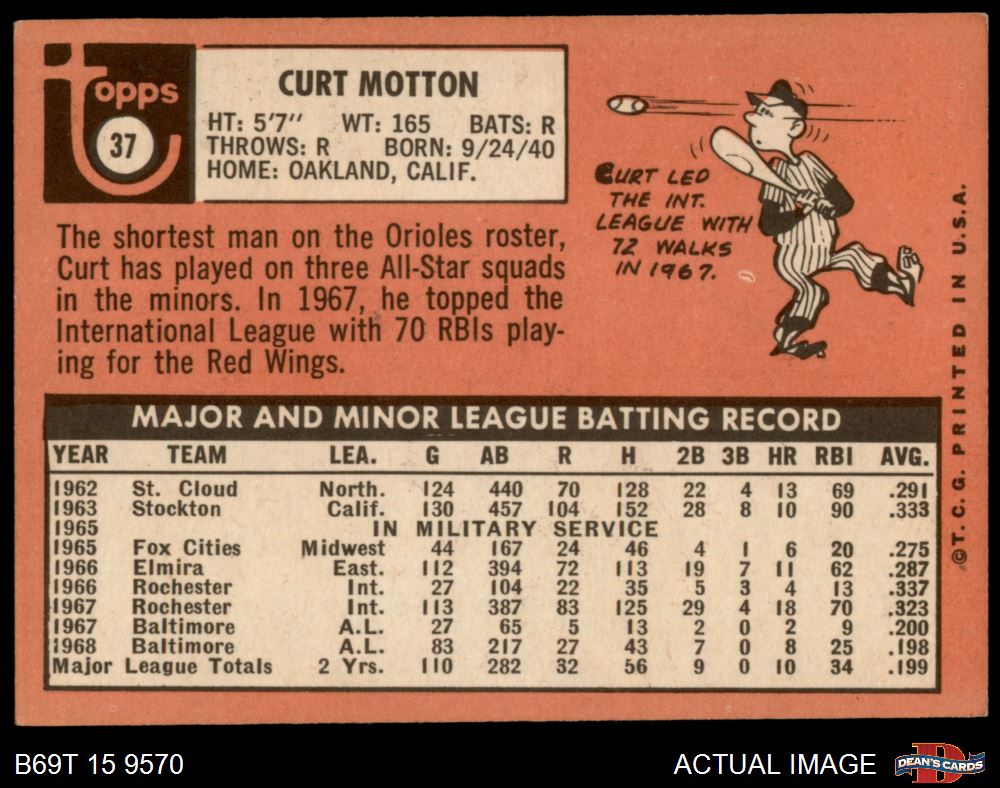 topps
37
CURT MOTTON
HT: 5'7" WT: 165 BATS: R
THROWS: R BORN: 9/24/40
HOME: OAKLAND, CALIF.
The shortest man on the Orioles roster,
Curt has played on three All-Star squads
in the minors. In 1967, he topped the
International League with 70 RBIs play-
ing for the Red Wings.
CURT LED
THE INT.
LEAGUE WITH
72 WALKS
IN 1967.
©T.C.G. PRINTED IN U.S.A.
MAJOR AND MINOR LEAGUE BATTING RECORD
YEAR TEAM LEA. G AB R H 2B 3B HR RBI AVG.
1962 St. Cloud North. 124 440 70 128 22 4 13 69 .291
1963 Stockton Calif. 130 457 104 152 28 8 10 90 .333
1965 IN MILITARY SERVICE
1965 Fox Cities Midwest 44 167 24 46 4 1 6 20 .275
1966 Elmira East. 112 394 72 113 19 7 11 62 .287
1966 Rochester Int. 27 104 22 35 5 3 4 13 .337
1967 Rochester Int. 113 387 83 125 29 4 18 70 .323
1967 Baltimore A.L. 27 65 5 13 2 0 2 9 .200
1968 Baltimore A.L. 83 217 27 43 7 0 8 25 .198
Major League Totals 2 Yrs. 110 282 32 56 9 0 10 34 .199
B69T 15 9570
ACTUAL IMAGE
DEAN'S CARDS